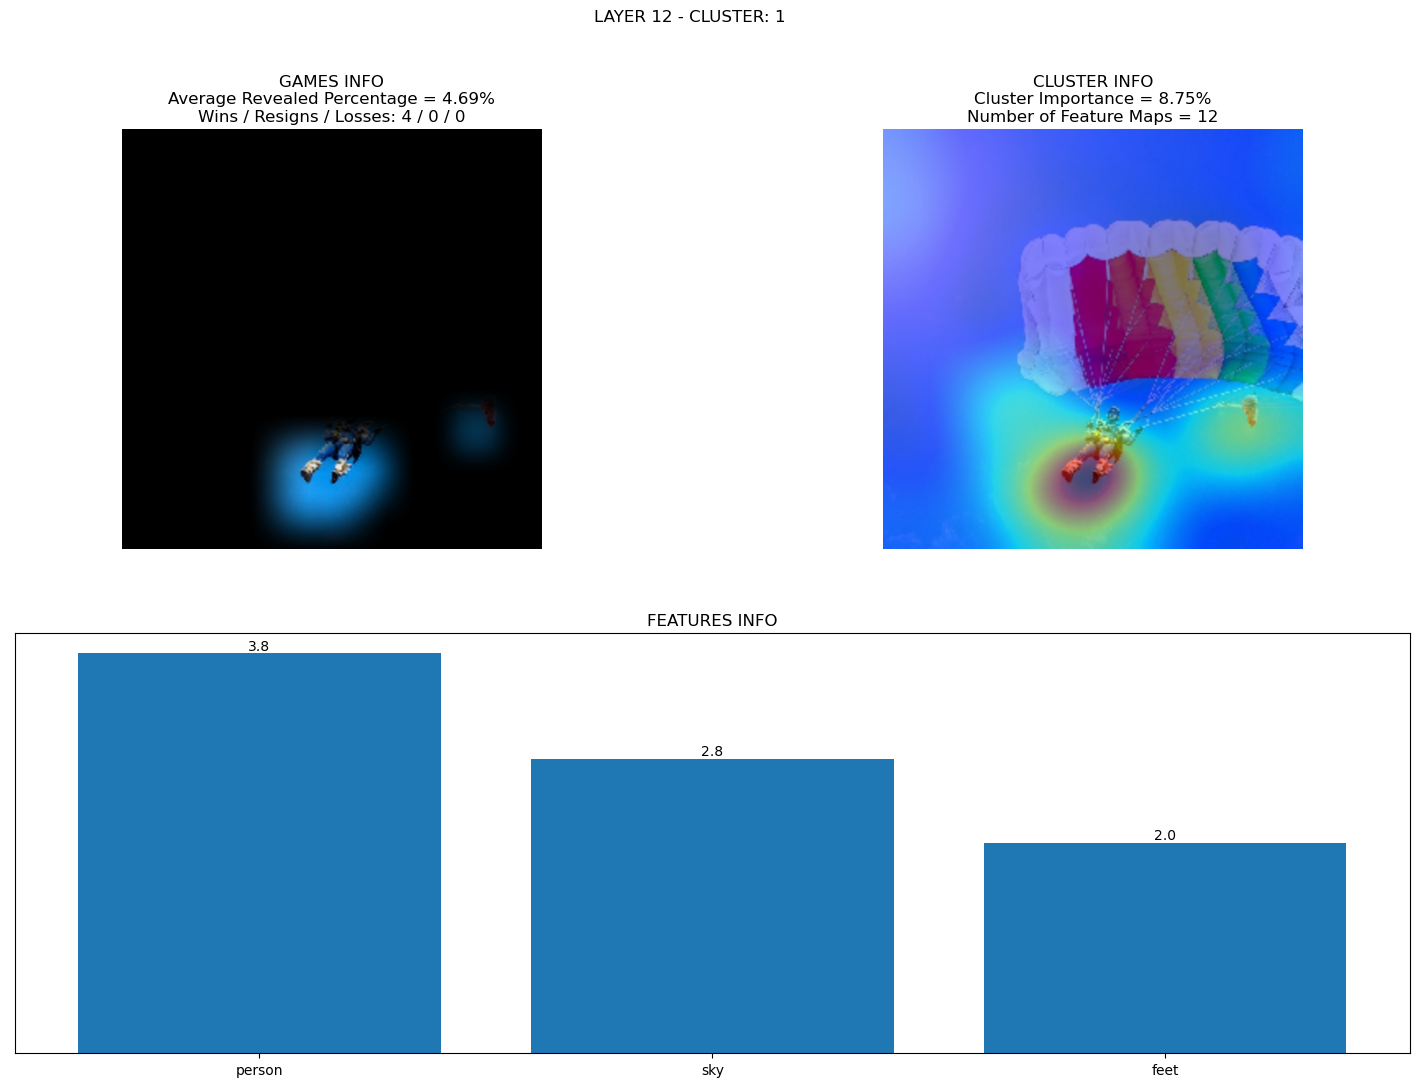 LAYER 12 - CLUSTER: 1
GAMES INFO
Average Revealed Percentage = 4.69%
Wins / Resigns / Losses: 4 / 0 / 0
CLUSTER INFO
Cluster Importance = 8.75%
Number of Feature Maps = 12
FEATURES INFO
3.8
2.8
2.0
person
sky
feet